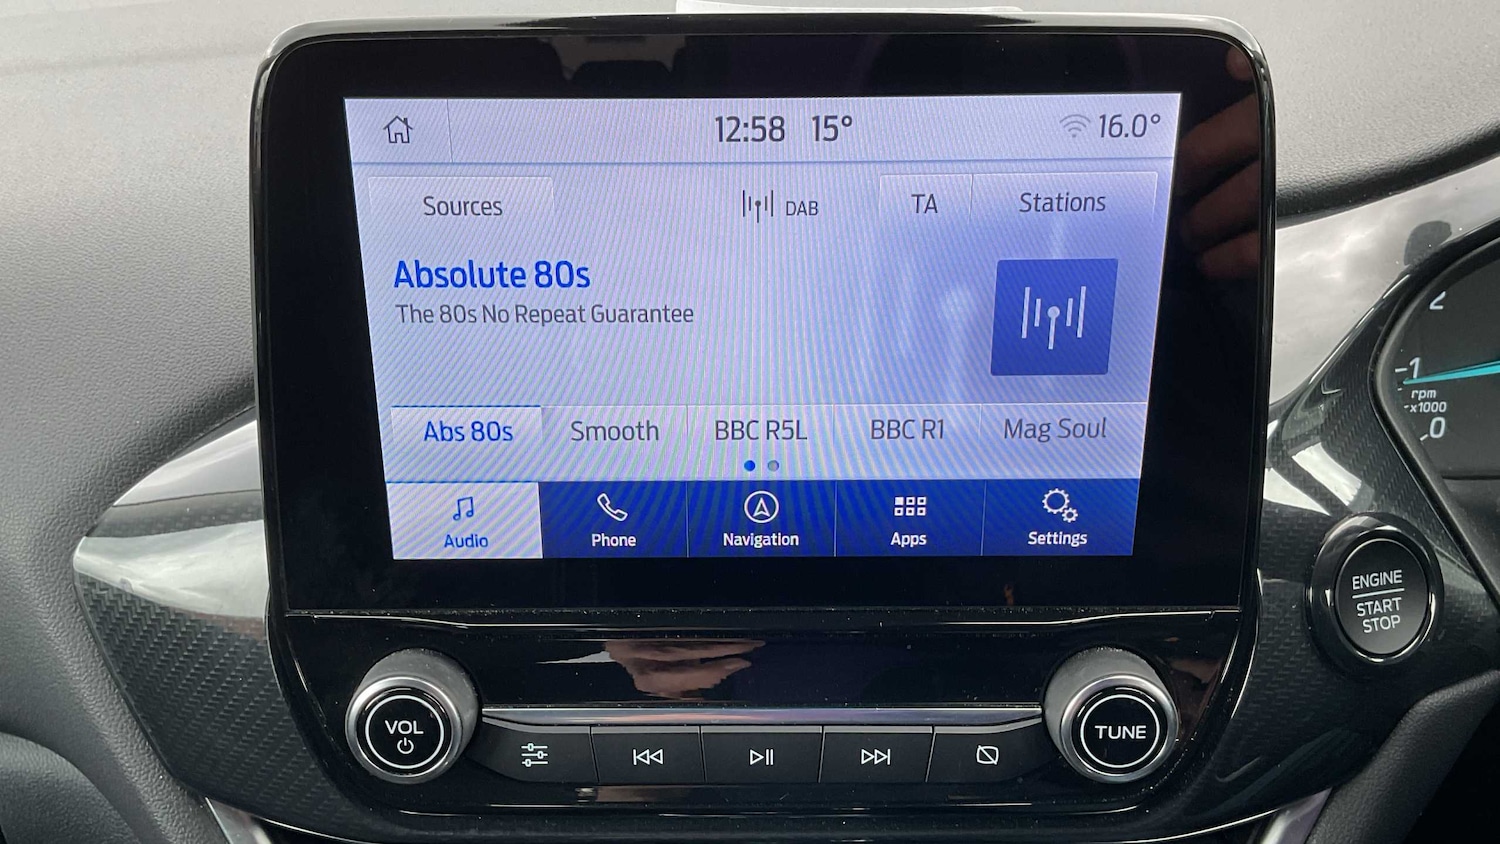 12:58 15° 16.0°
Sources DAB TA Stations
Absolute 80s
The 80s No Repeat Guarantee
Abs 80s Smooth BBC R5L BBC R1 Mag Soul
Audio Phone Navigation Apps Settings
VOL
TUNE
2
1
rpm
x1000
0
ENGINE
START
STOP